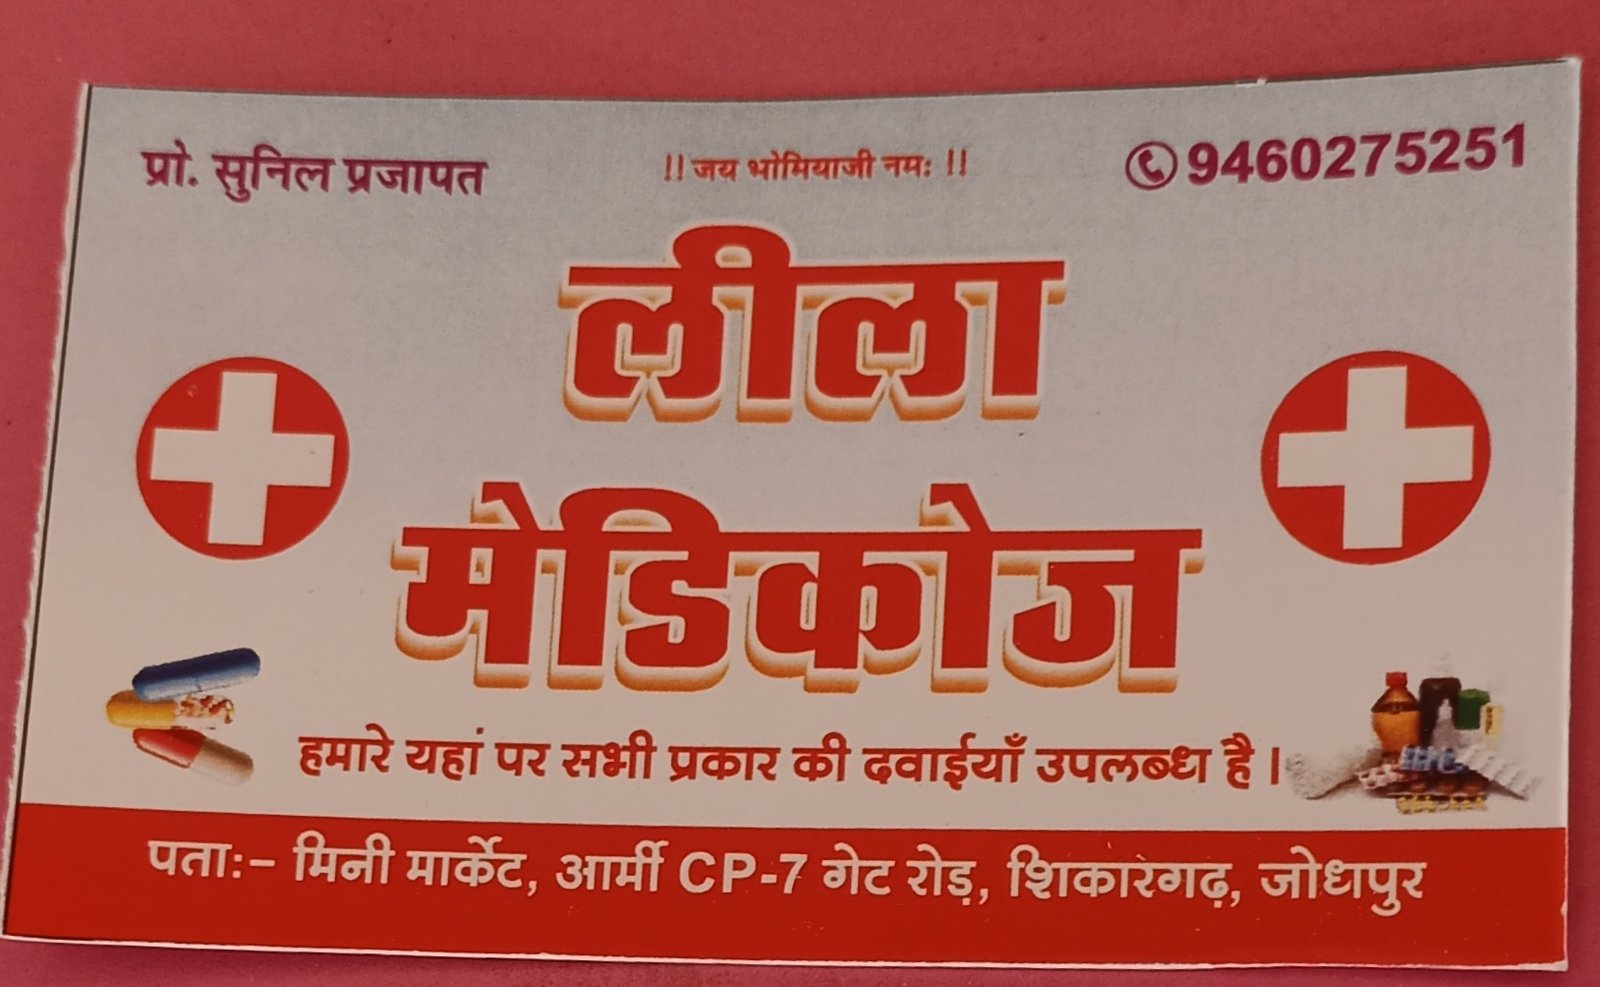 प्रो. सुनिल प्रजापत
!! जय भोमियाजी नमः !!
9460275251
लीला
मेडिकोज
हमारे यहां पर सभी प्रकार की दवाईयाँ उपलब्ध है ।
पताः- मिनी मार्केट, आर्मी CP-7 गेट रोड़, शिकारगढ़, जोधपुर